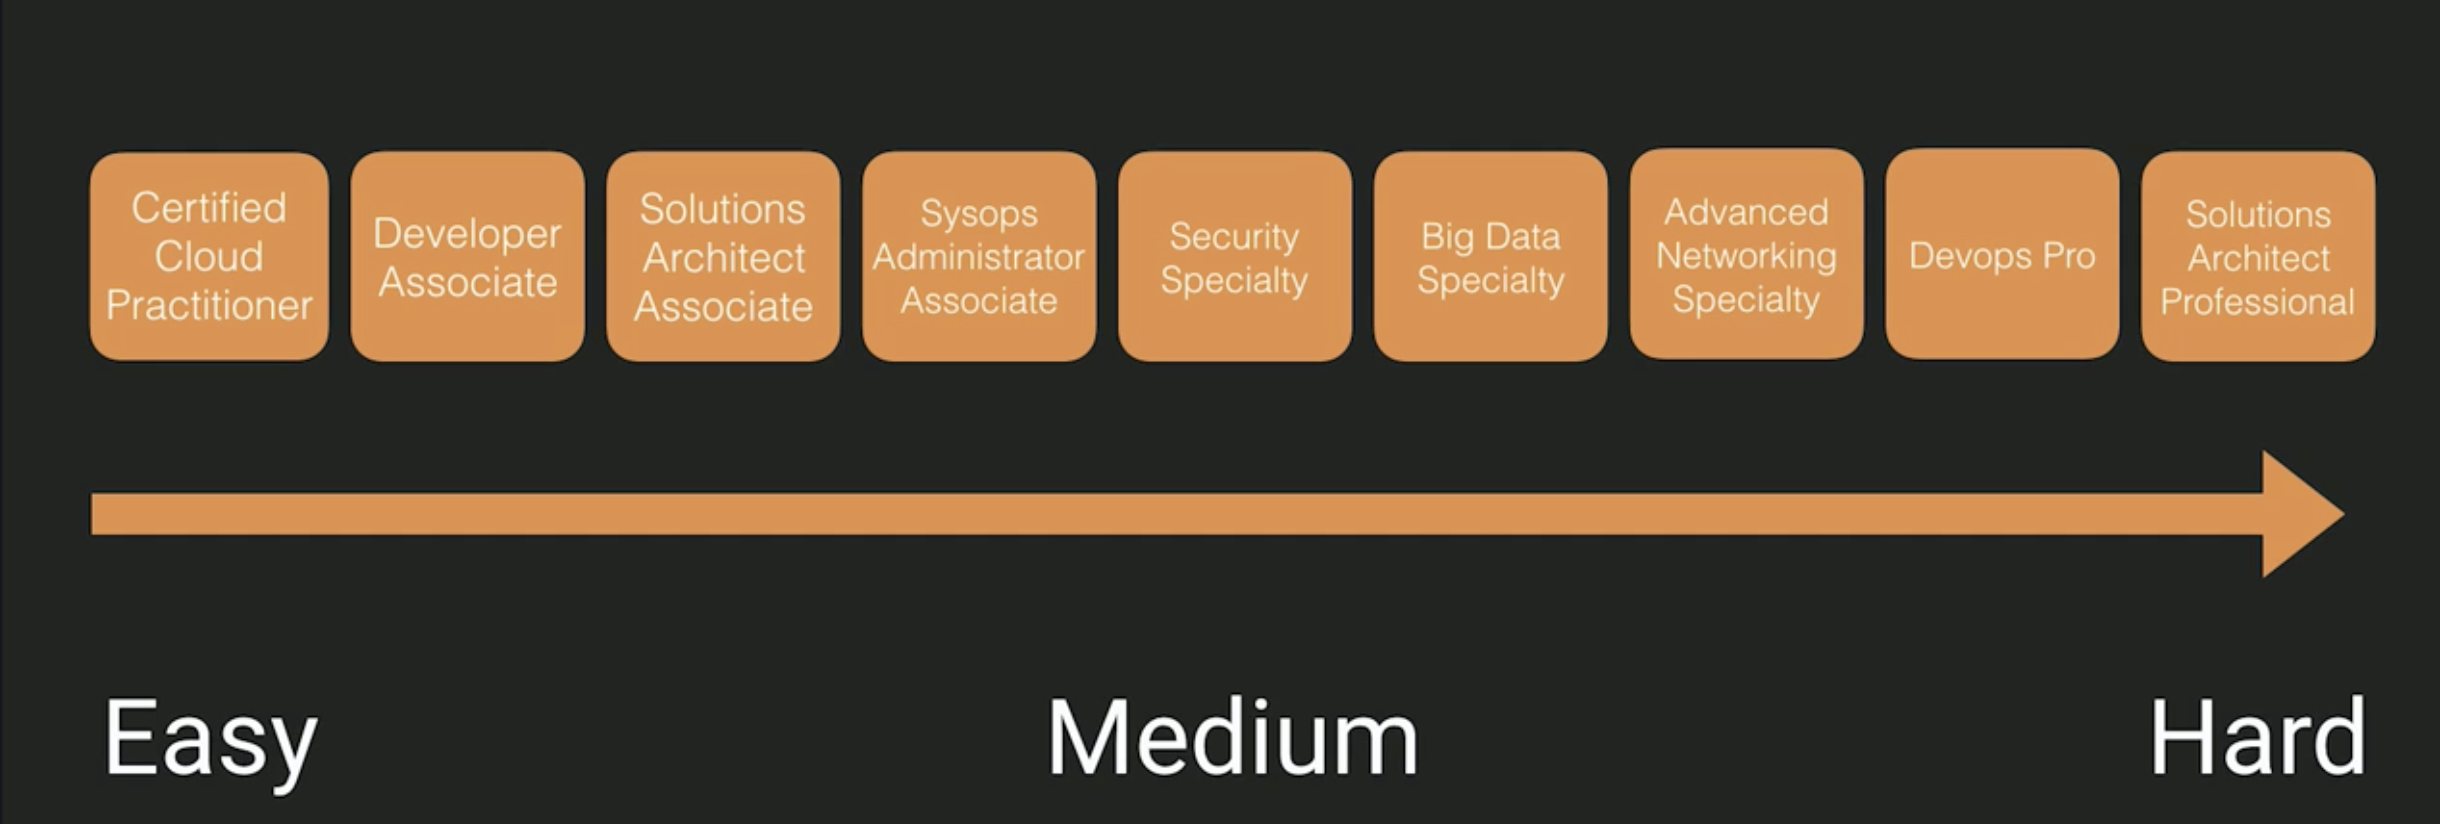 Certified
Cloud
Practitioner
Developer
Associate
Solutions
Architect
Associate
Sysops
Administrator
Associate
Security
Specialty
Big Data
Specialty
Advanced
Networking
Specialty
Devops Pro
Solutions
Architect
Professional
Easy
Medium
Hard